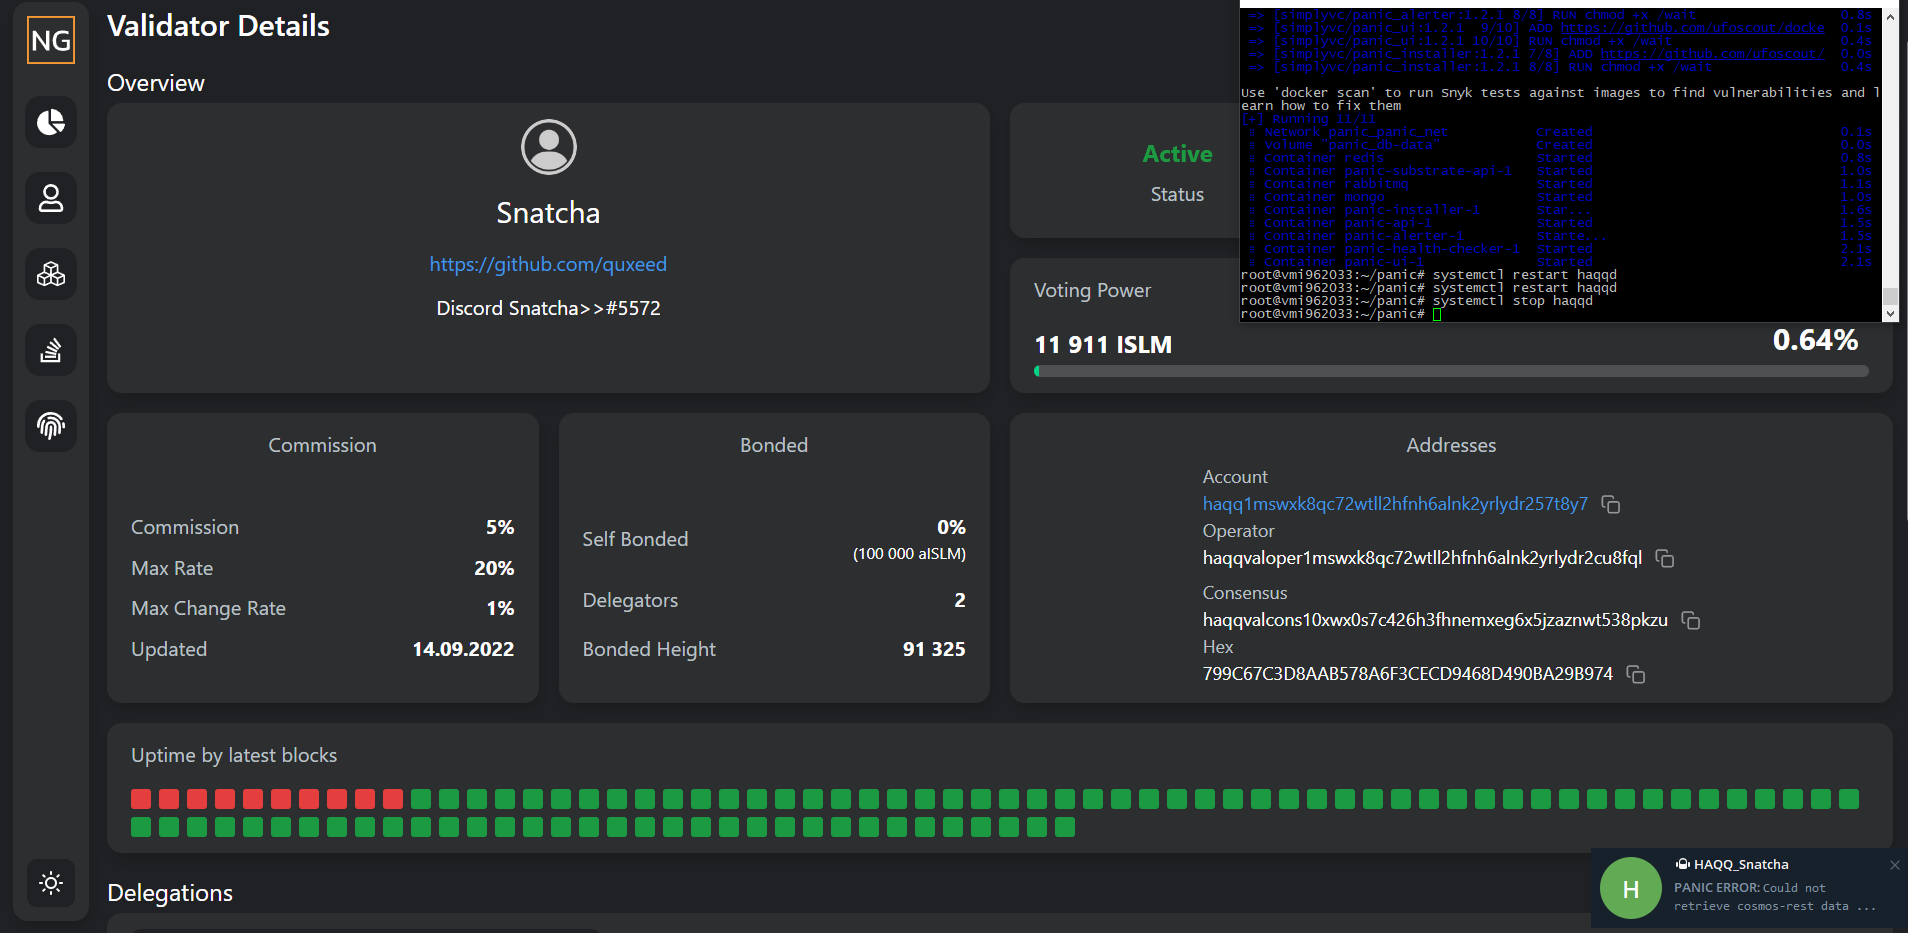 NG
Validator Details
Overview
Snatcha
https://github.com/quxeed
Discord Snatcha>>#5572
Active
Status
Voting Power
11 911 ISLM
0.64%
=> [simplyvc/panic_alerter:1.2.1 8/8] RUN chmod +x /wait 0.8s
=> [simplyvc/panic_ui:1.2.1  9/10] ADD https://github.com/ufoscout/docke 0.1s
=> [simplyvc/panic_ui:1.2.1 10/10] RUN chmod +x /wait 0.4s
=> [simplyvc/panic_installer:1.2.1 7/8] ADD https://github.com/ufoscout/ 0.0s
=> [simplyvc/panic_installer:1.2.1 8/8] RUN chmod +x /wait 0.4s
Use 'docker scan' to run Snyk tests against images to find vulnerabilities and l
earn how to fix them
[+] Running 11/11
Network panic_panic_net Created 0.1s
Volume "panic_db-data" Created 0.0s
Container redis Started 0.8s
Container panic-substrate-api-1 Started 1.0s
Container rabbitmq Started 1.1s
Container mongo Started 1.0s
Container panic-installer-1 Star... 1.6s
Container panic-api-1 Started 1.5s
Container panic-alerter-1 Starte... 1.5s
Container panic-health-checker-1 Started 2.1s
Container panic-ui-1 Started 2.1s
root@vmi962033:~/panic# systemctl restart haqqd
root@vmi962033:~/panic# systemctl restart haqqd
root@vmi962033:~/panic# systemctl stop haqqd
root@vmi962033:~/panic#
Commission
Commission 5%
Max Rate 20%
Max Change Rate 1%
Updated 14.09.2022
Bonded
Self Bonded 0%
(100 000 aISLM)
Delegators 2
Bonded Height 91 325
Addresses
Account
haqq1mswxk8qc72wtll2hfnh6alnk2yrlydr257t8y7
Operator
haqqvaloper1mswxk8qc72wtll2hfnh6alnk2yrlydr2cu8fql
Consensus
haqqvalcons10xwx0s7c426h3fhnemxeg6x5jzaznwt538pkzu
Hex
799C67C3D8AAB578A6F3CECD9468D490BA29B974
Uptime by latest blocks
Delegations
H
HAQQ_Snatcha
PANIC ERROR: Could not
retrieve cosmos-rest data ...